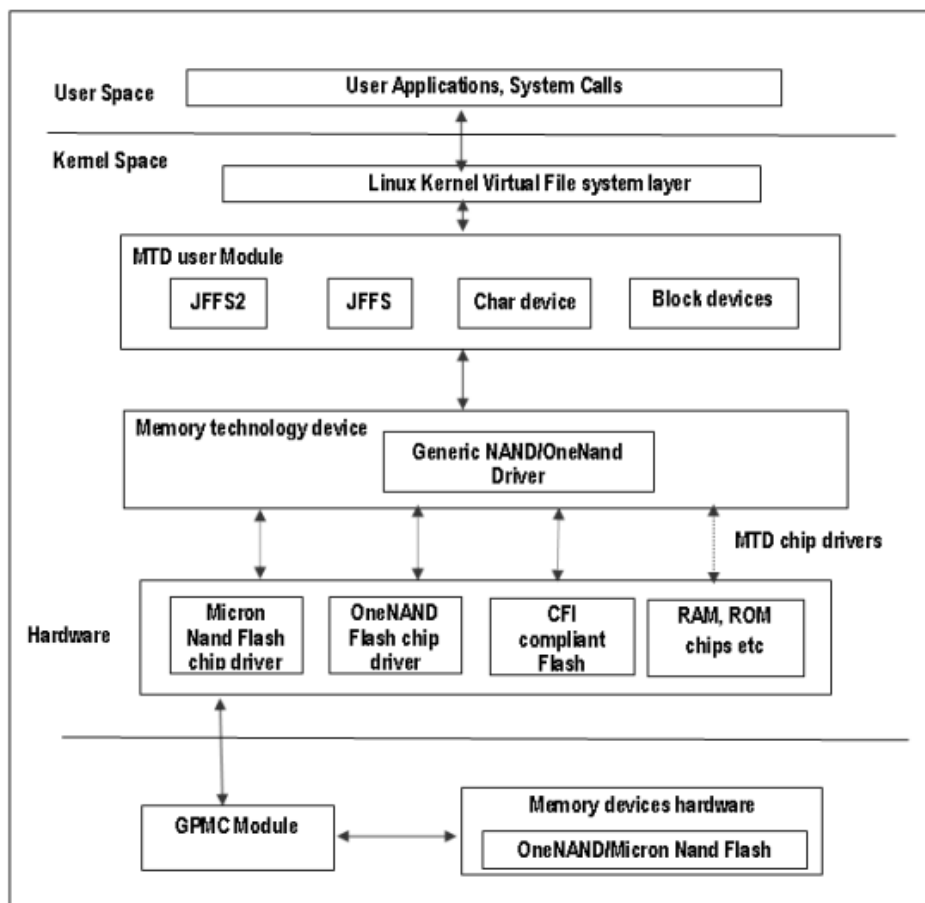 User Space
User Applications, System Calls
Kernel Space
Linux Kernel Virtual File system layer
MTD user Module
JFFS2
JFFS
Char device
Block devices
Memory technology device
Generic NAND/OneNand
Driver
MTD chip drivers
Hardware
Micron
Nand Flash
chip driver
OneNAND
Flash chip
driver
CFI
compliant
Flash
RAM, ROM
chips etc
GPMC Module
Memory devices hardware
OneNAND/Micron Nand Flash